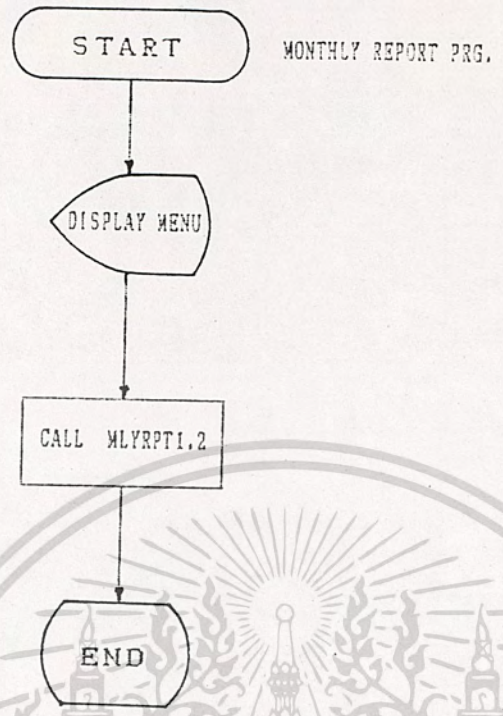 START
MONTHLY REPORT PRG.
DISPLAY MENU
CALL MLYRPT1.2
END